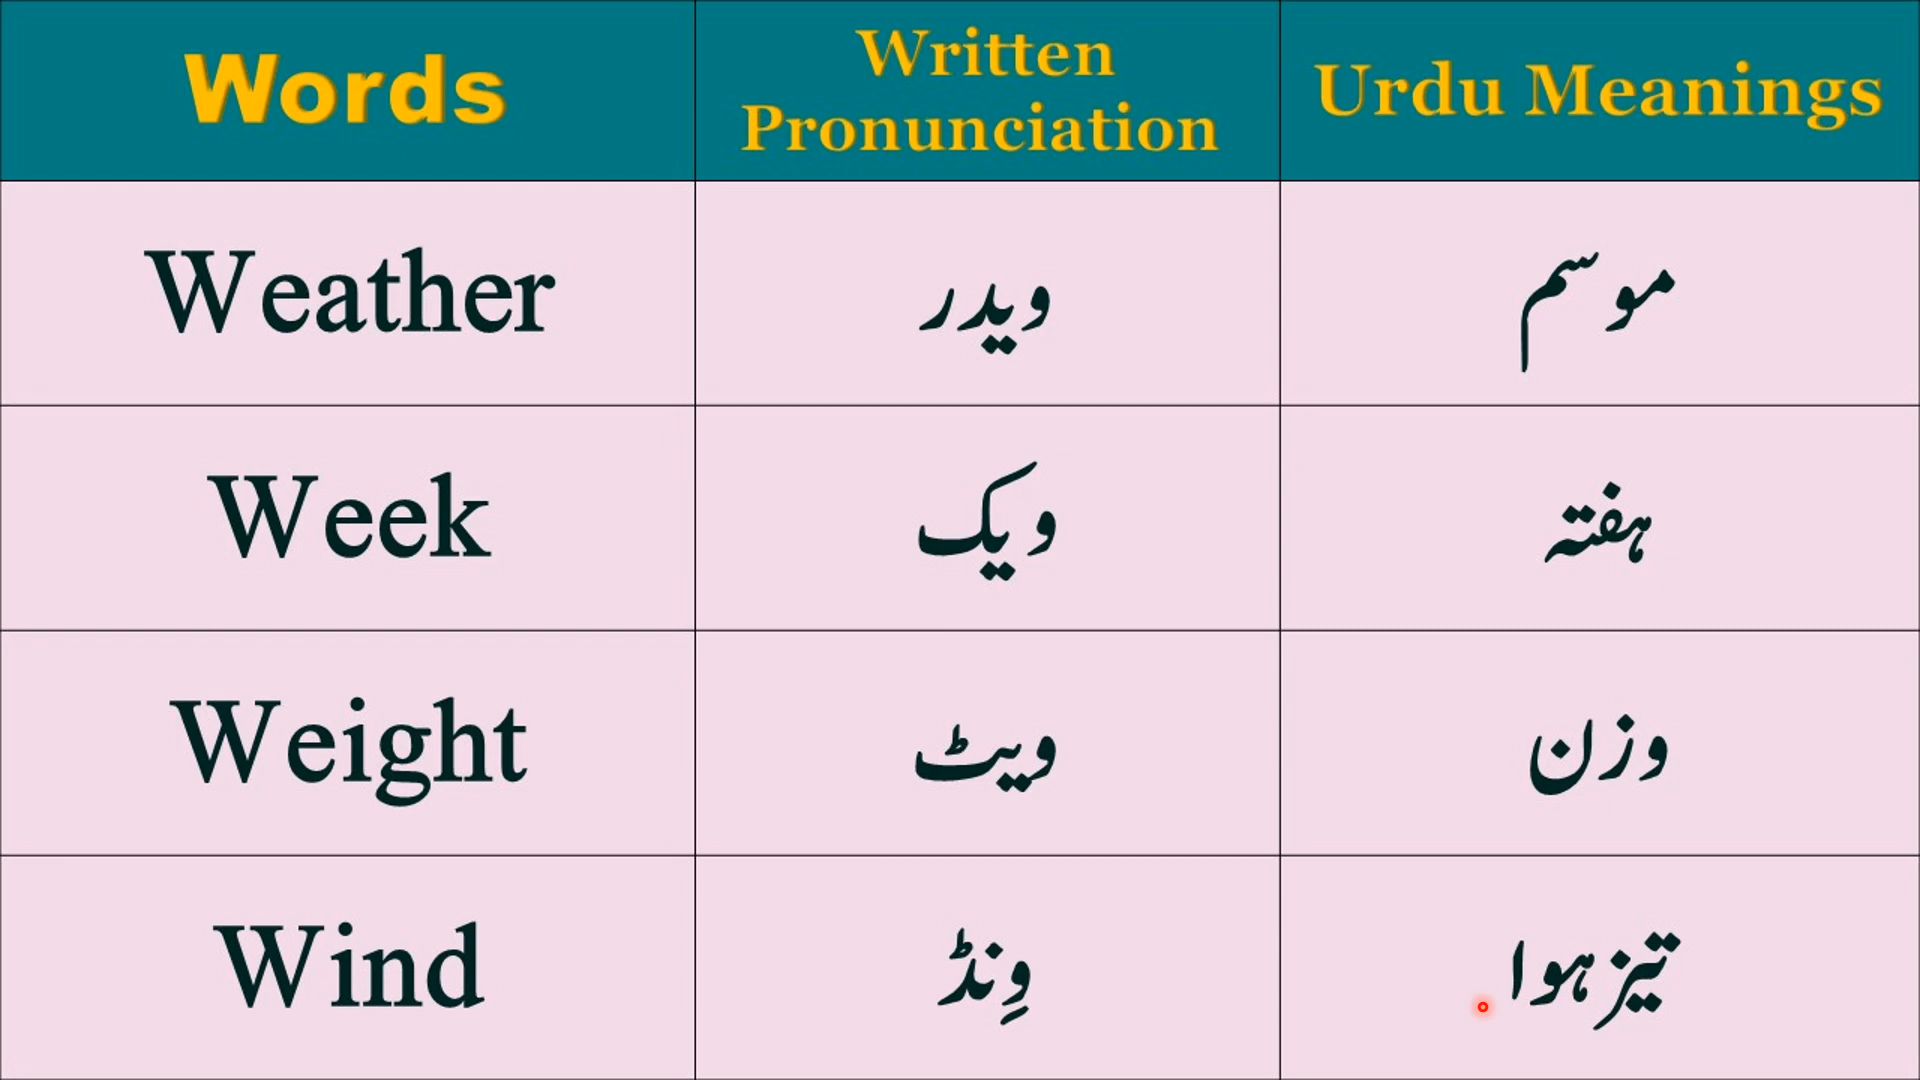 Words
Written
Pronunciation
Urdu Meanings
Weather
ویدر
موسم
Week
ویک
ہفتہ
Weight
ویٹ
وزن
Wind
وِنڈ
تیز ہوا